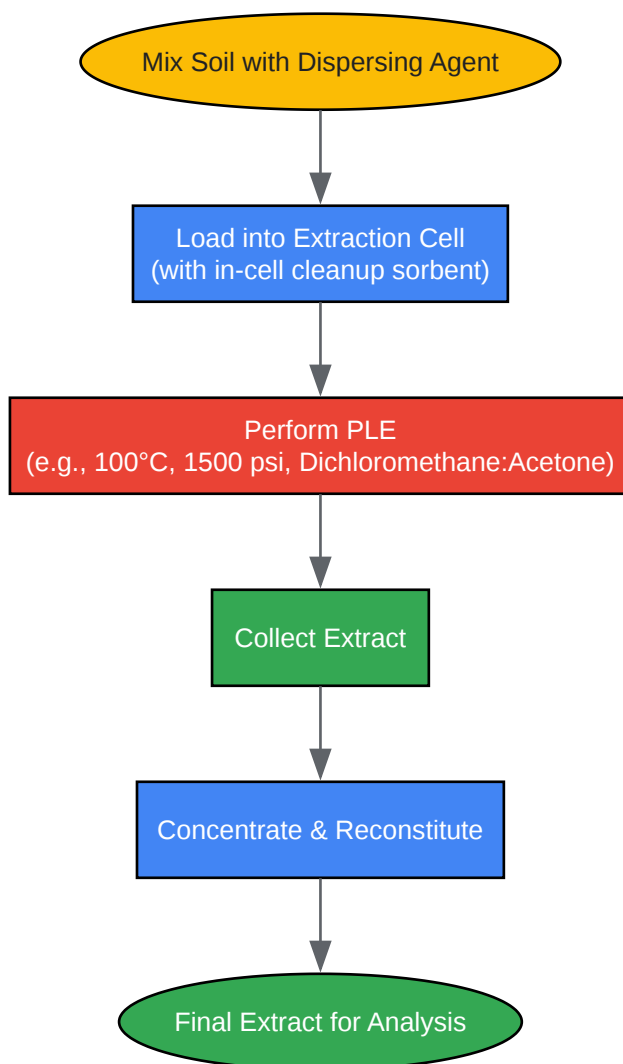 Mix Soil with Dispersing Agent
Load into Extraction Cell
(with in-cell cleanup sorbent)
Perform PLE
(e.g., 100°C, 1500 psi, Dichloromethane:Acetone)
Collect Extract
Concentrate & Reconstitute
Final Extract for Analysis